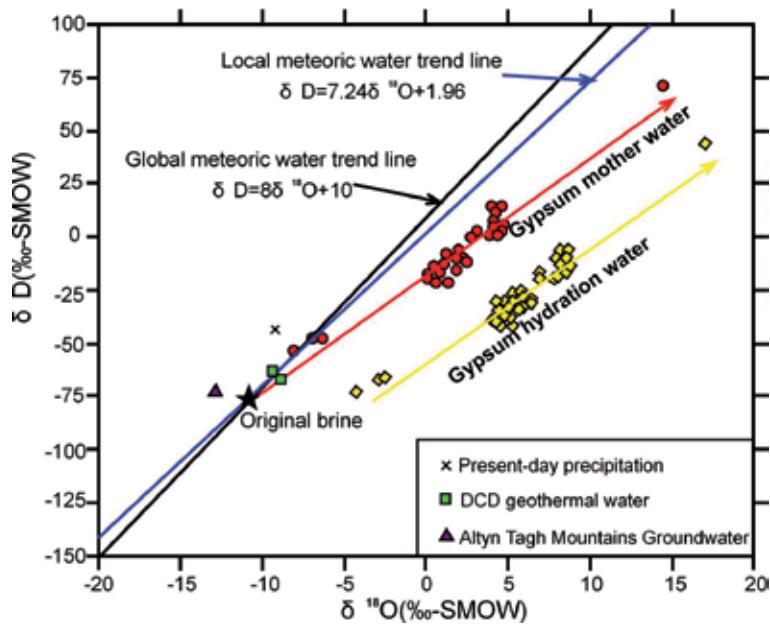 100
75
50
25
0
-25
-50
-75
-100
-125
-150
δ D(‰-SMOW)
Local meteoric water trend line
δ D=7.24δ ¹⁸O+1.96
Global meteoric water trend line
δ D=8δ ¹⁸O+10
Gypsum mother water
Gypsum hydration water
Original brine
Present-day precipitation
DCD geothermal water
Altyn Tagh Mountains Groundwater
-20 -15 -10 -5 0 5 10 15 20
δ ¹⁸O(‰-SMOW)